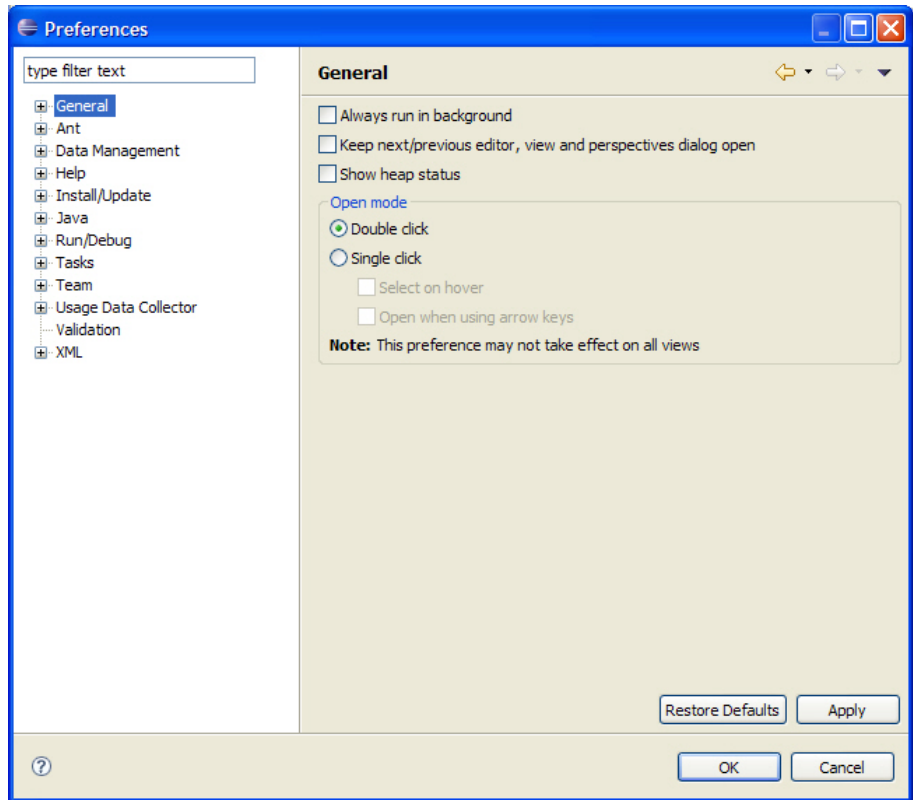 Preferences
type filter text
General
Ant
Data Management
Help
Install/Update
Java
Run/Debug
Tasks
Team
Usage Data Collector
Validation
XML
General
Always run in background
Keep next/previous editor, view and perspectives dialog open
Show heap status
Open mode
Double click
Single click
Select on hover
Open when using arrow keys
Note: This preference may not take effect on all views
Restore Defaults
Apply
OK
Cancel